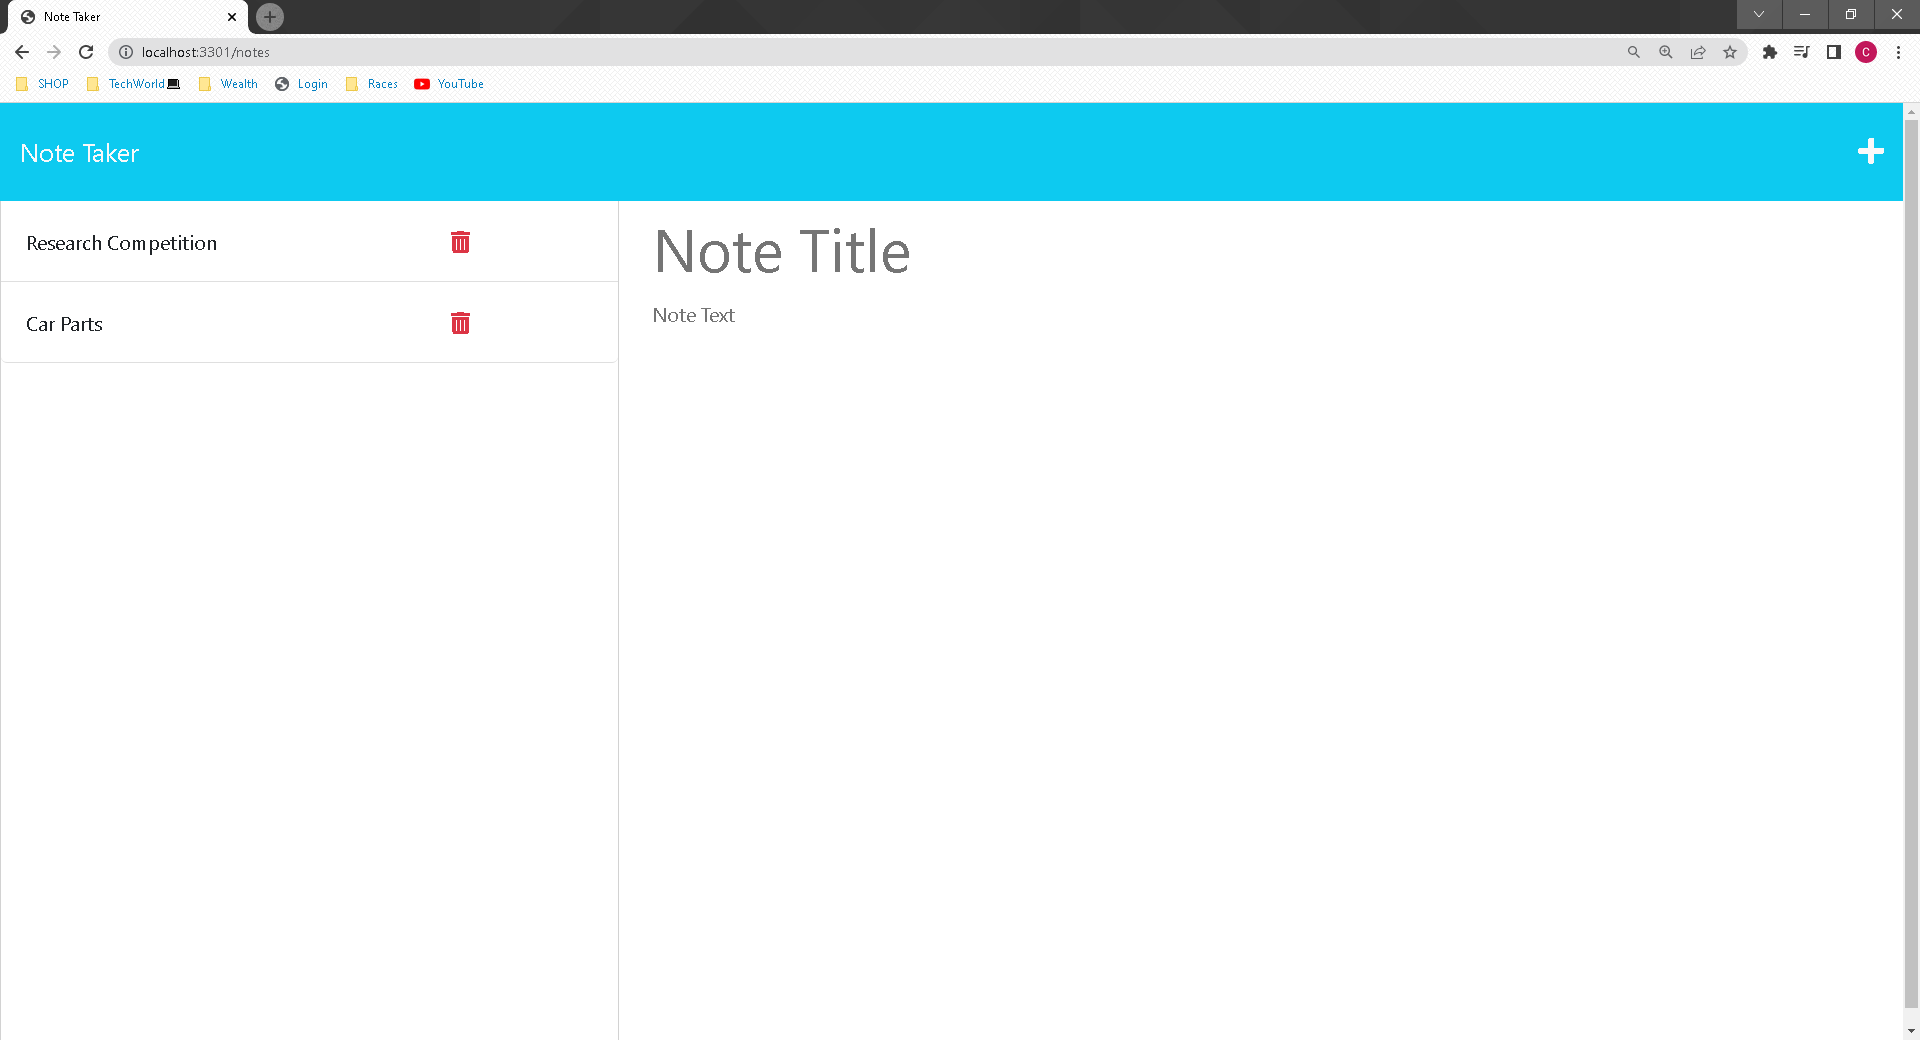 Note Taker
localhost:3301/notes
C
SHOP TechWorld💻 Wealth Login Races YouTube
Note Taker
Research Competition
Car Parts
Note Title
Note Text